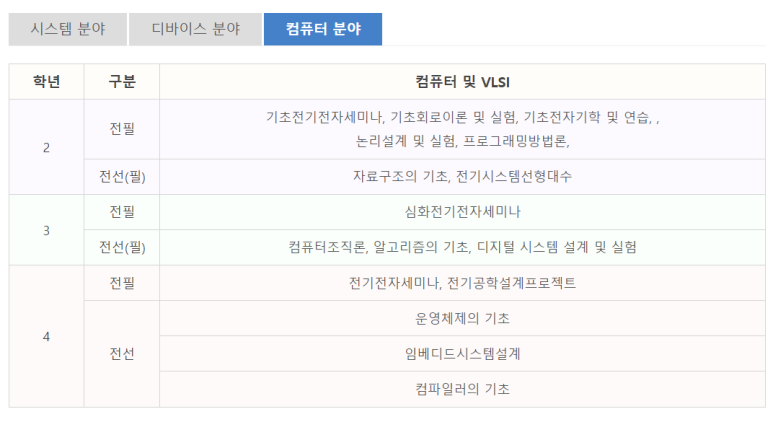 시스템 분야 디바이스 분야 컴퓨터 분야
학년 구분 컴퓨터 및 VLSI
2 전필 기초전기전자세미나, 기초회로이론 및 실험, 기초전자기학 및 연습, ,
논리설계 및 실험, 프로그래밍방법론,
전선(필) 자료구조의 기초, 전기시스템선형대수
3 전필 심화전기전자세미나
전선(필) 컴퓨터조직론, 알고리즘의 기초, 디지털 시스템 설계 및 실험
4 전필 전기전자세미나, 전기공학설계프로젝트
전선 운영체제의 기초
임베디드시스템설계
컴파일러의 기초